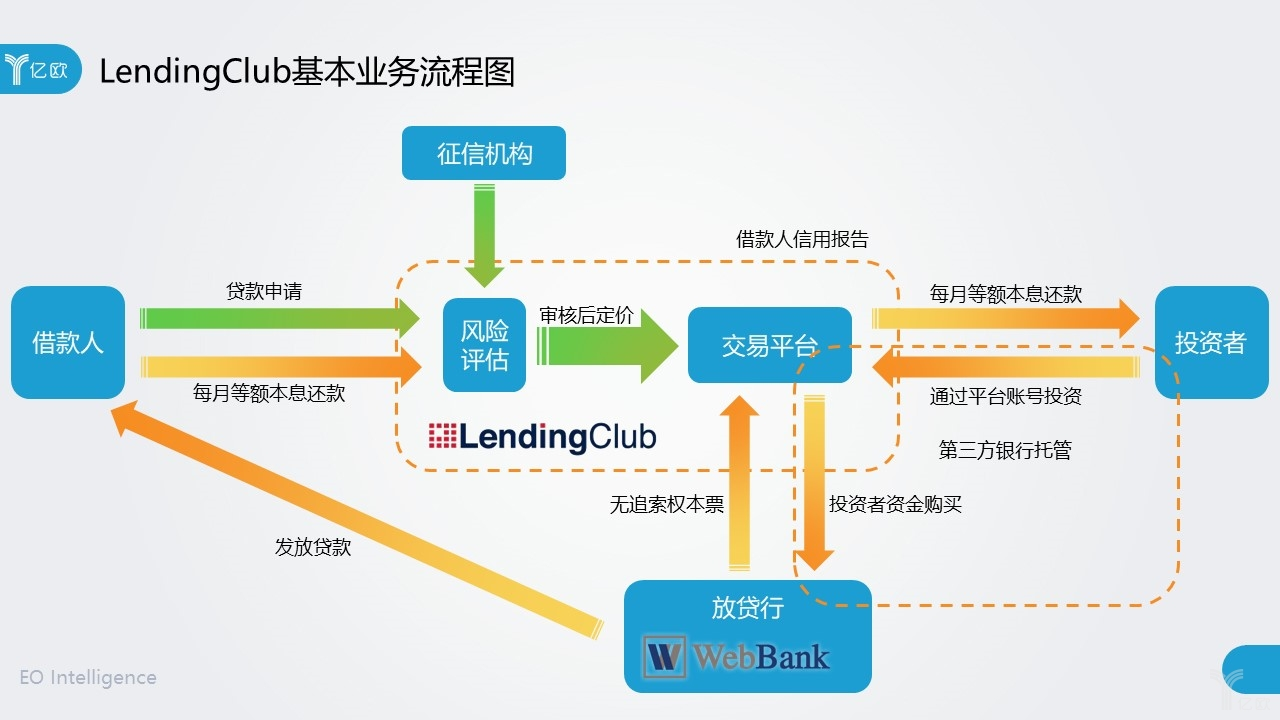 亿欧
LendingClub基本业务流程图
征信机构
借款人信用报告
贷款申请
借款人
每月等额本息还款
风险
评估
审核后定价
交易平台
每月等额本息还款
投资者
通过平台账号投资
LendingClub
第三方银行托管
无追索权本票
投资者资金购买
发放贷款
放贷行
WebBank
EO Intelligence
亿欧